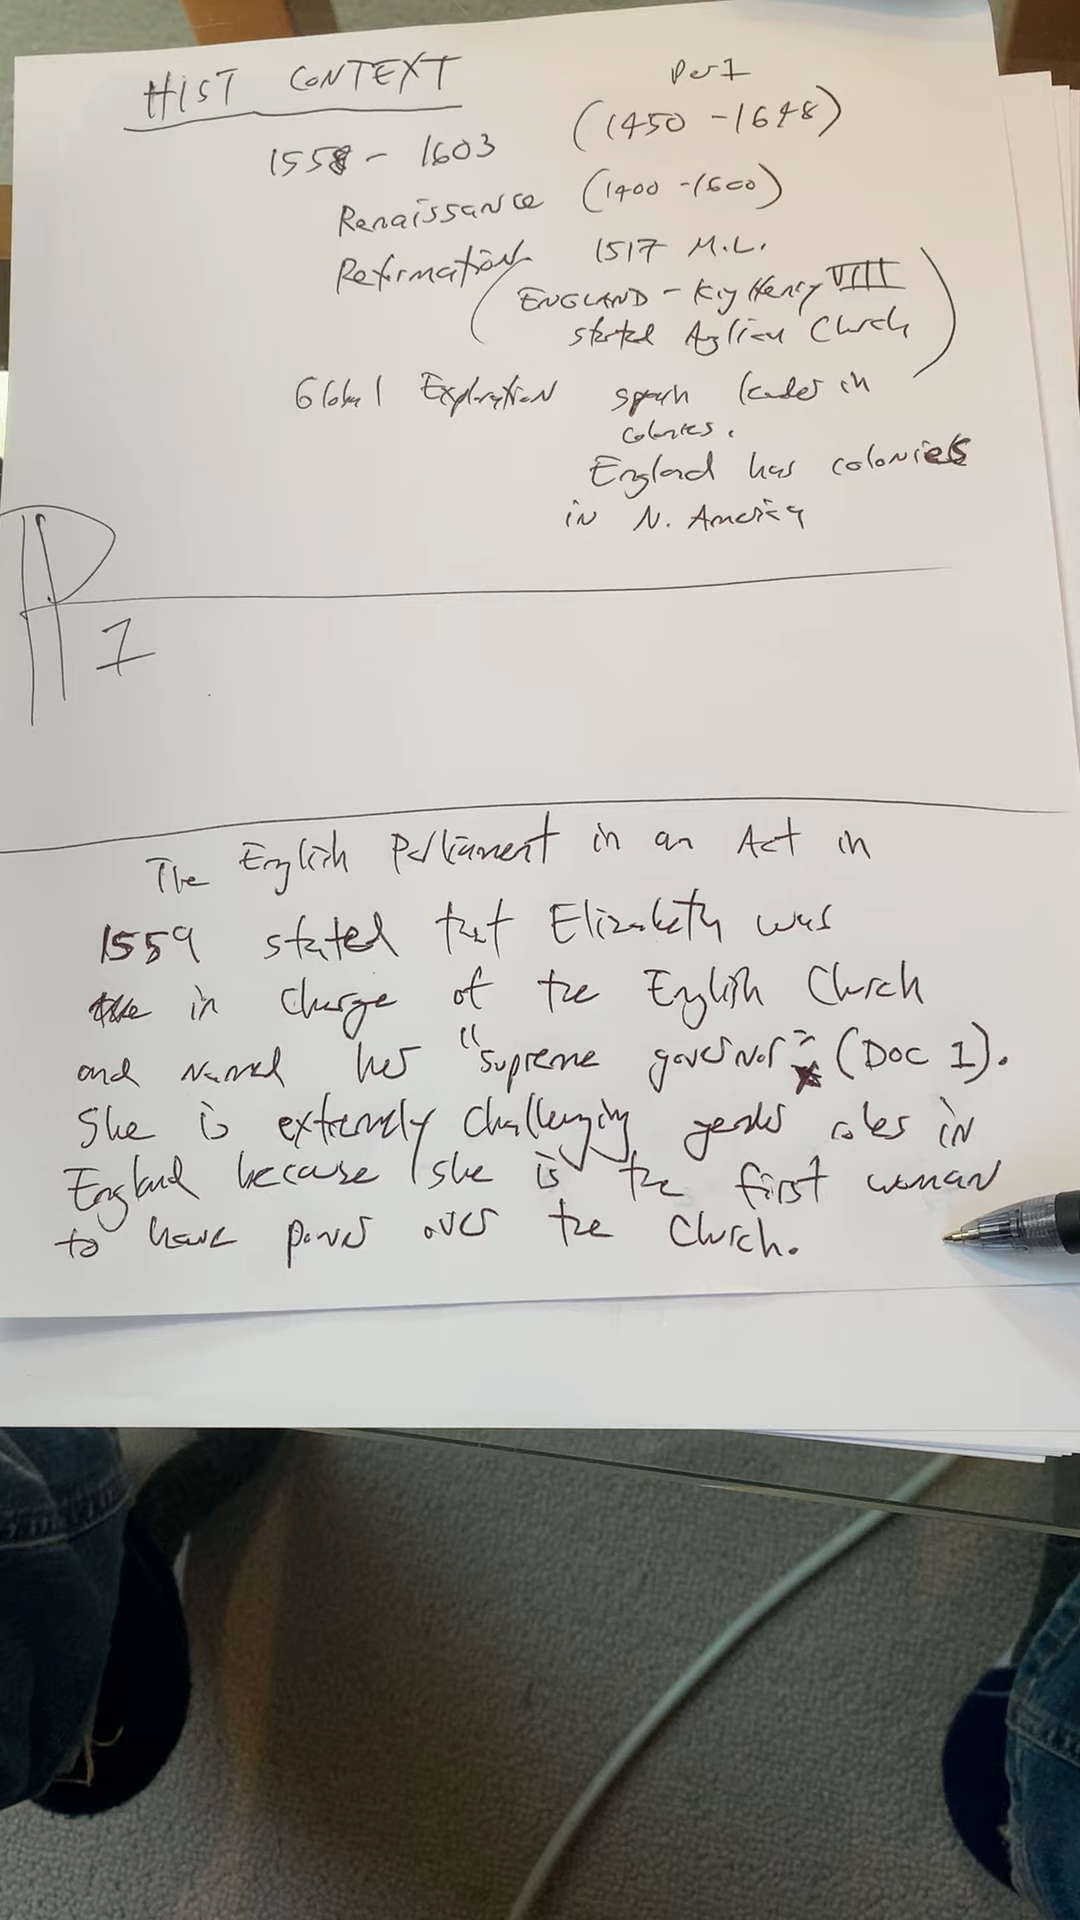 HIST CONTEXT
Per 1
1558 - 1603 (1450 - 1648)
Renaissance (1400 - 1600)
Reformation 1517 M.L.
(ENGLAND - King Henry VIII
started Anglican Church)
Global Exploration Spain leader in
colonies.
England has colonies
in N. America
1
The English Parliament in an Act in
1559 stated that Elizabeth was
in charge of the English Church
and named her "supreme governor" (Doc 1).
She is extremely challenging gender roles in
England because she is the first woman
to have power over the Church.